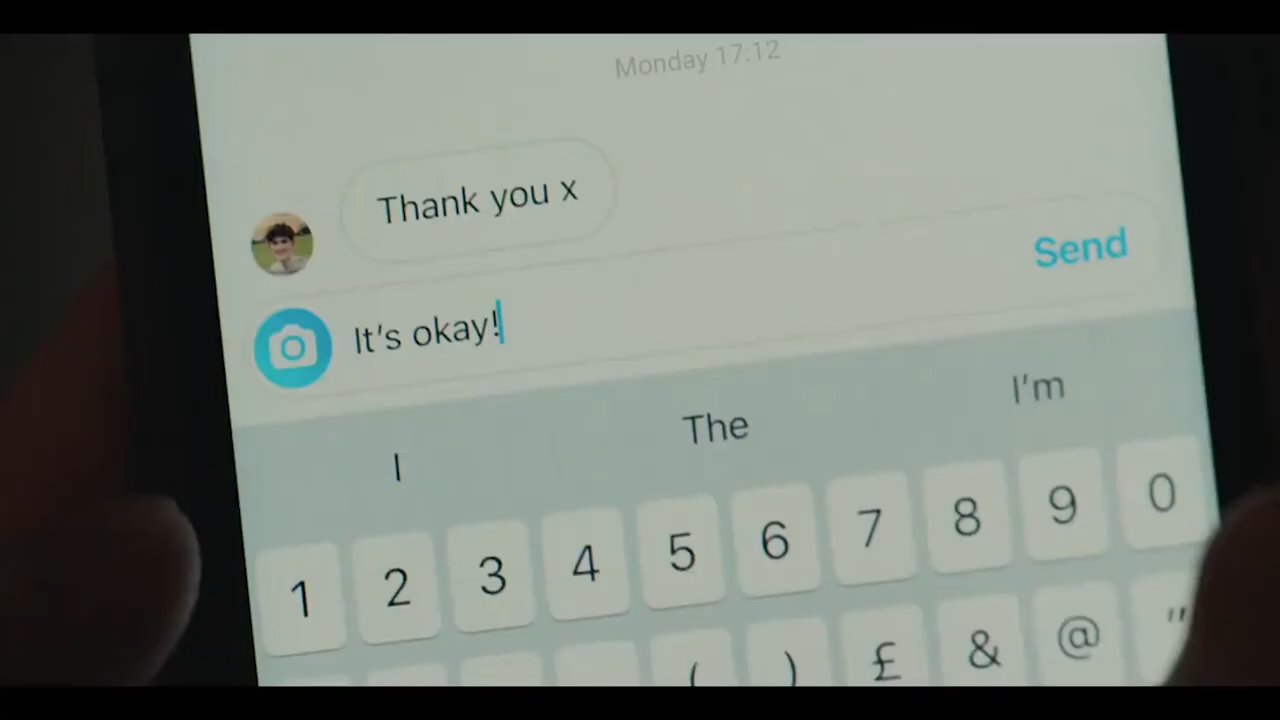 Monday 17:12
Thank you x
Send
It's okay!
I The I'm
1 2 3 4 5 6 7 8 9 0
( ) £ & @ "